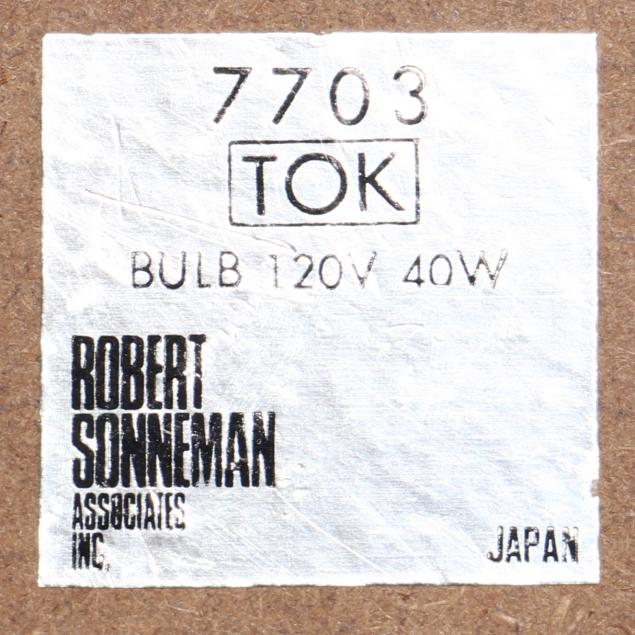 7703
TOK
BULB 120V 40W
ROBERT
SONNEMAN
ASSOCIATES
INC.
JAPAN